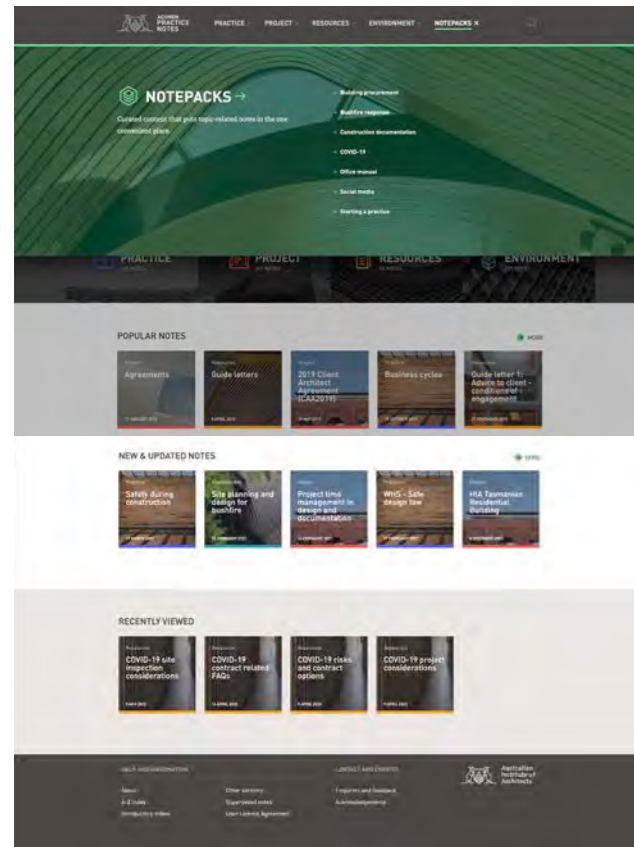 ACUMEN
PRACTICE
NOTES
PRACTICE
PROJECT
RESOURCES
ENVIRONMENT
NOTEPACKS ×
NOTEPACKS →
Curated content that puts topic-related notes in the one
convenient place.
Building procurement
Bushfire response
Construction documentation
COVID-19
Office manual
Social media
Starting a practice
PRACTICE
PROJECT
RESOURCES
ENVIRONMENT
POPULAR NOTES
MORE
Agreements
Guide letters
2019 Client
Architect
Agreement
(CAA2019)
Business cycles
Guide letter 1:
Advice to client -
conditions of
engagement
NEW & UPDATED NOTES
MORE
Safety during
construction
Site planning and
design for
bushfire
Project time
management in
design and
documentation
WHS - Safe
design law
HIA Tasmanian
Residential
Building
RECENTLY VIEWED
COVID-19 site
inspection
considerations
COVID-19
contract related
FAQs
COVID-19 risks
and contract
options
COVID-19 project
considerations
HELP AND INFORMATION
About
A-Z index
Introductory videos
Other services
Superseded notes
User Licence Agreement
Enquiries and feedback
Acknowledgements
Australian
Institute of
Architects